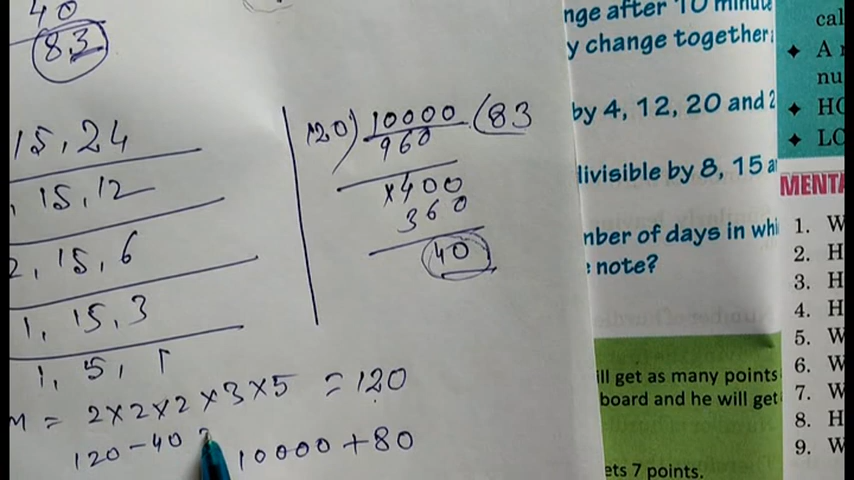 40
83
15, 24
15, 12
2, 15, 6
1, 15, 3
1, 5, 1
M = 2×2×2×3×5 = 120
120 - 40
10000 + 80
120) 10000 (83
960
×400
360
40
nge after 10 minute
y change together
by 4, 12, 20 and 2
divisible by 8, 15 a
mber of days in whi
note?
ill get as many points
board and he will get
ets 7 points.
cal
A
nu
HC
LC
MENTA
1. W
2. H
3. H
4. H
5. W
6. W
7. W
8. H
9. W